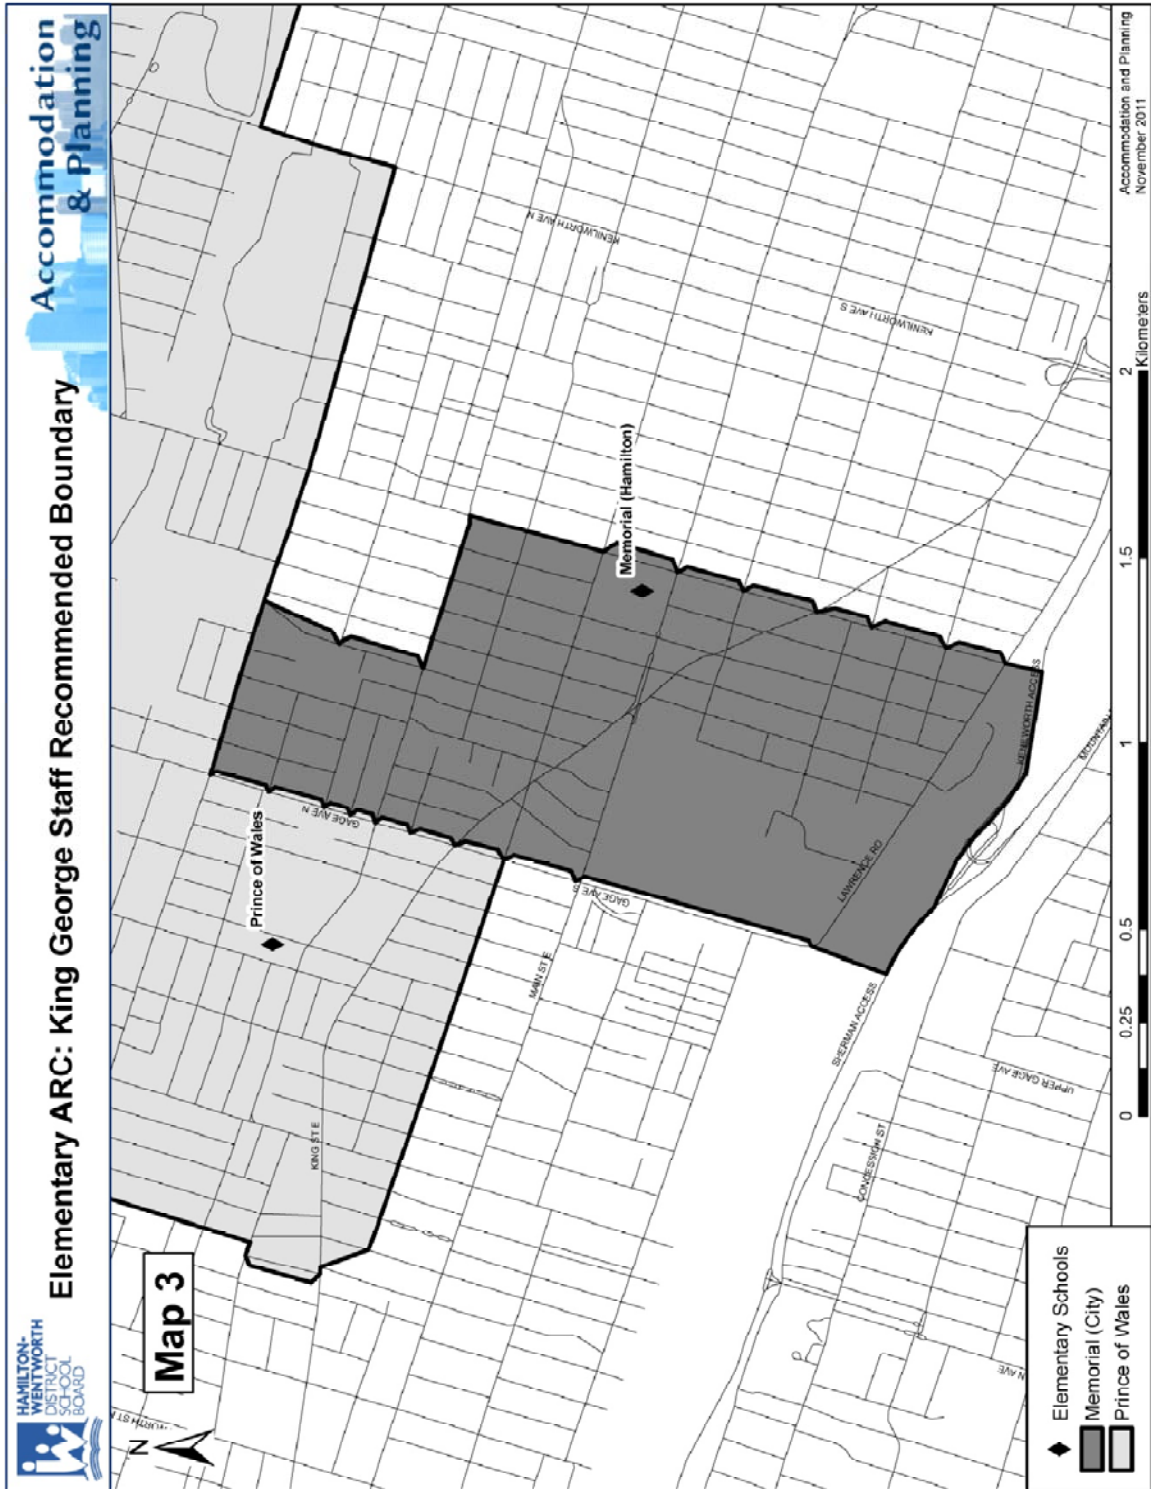 HAMILTON-
WENTWORTH
DISTRICT
SCHOOL
BOARD
Elementary ARC: King George Staff Recommended Boundary
Accommodation
& Planning
Map 3
N
Prince of Wales
GAGE AVE N
KING ST E
KENILWORTH AVE N
Memorial (Hamilton)
MAIN ST E
GAGE AVE S
KENILWORTH AVE S
LAWRENCE RD
SHERMAN ACCESS
KENILWORTH ACCESS
CONCESSION ST
UPPER GAGE AVE
Elementary Schools
Memorial (City)
Prince of Wales
0 0.25 0.5 1 1.5 2
Kilometers
Accommodation and Planning
November 2011